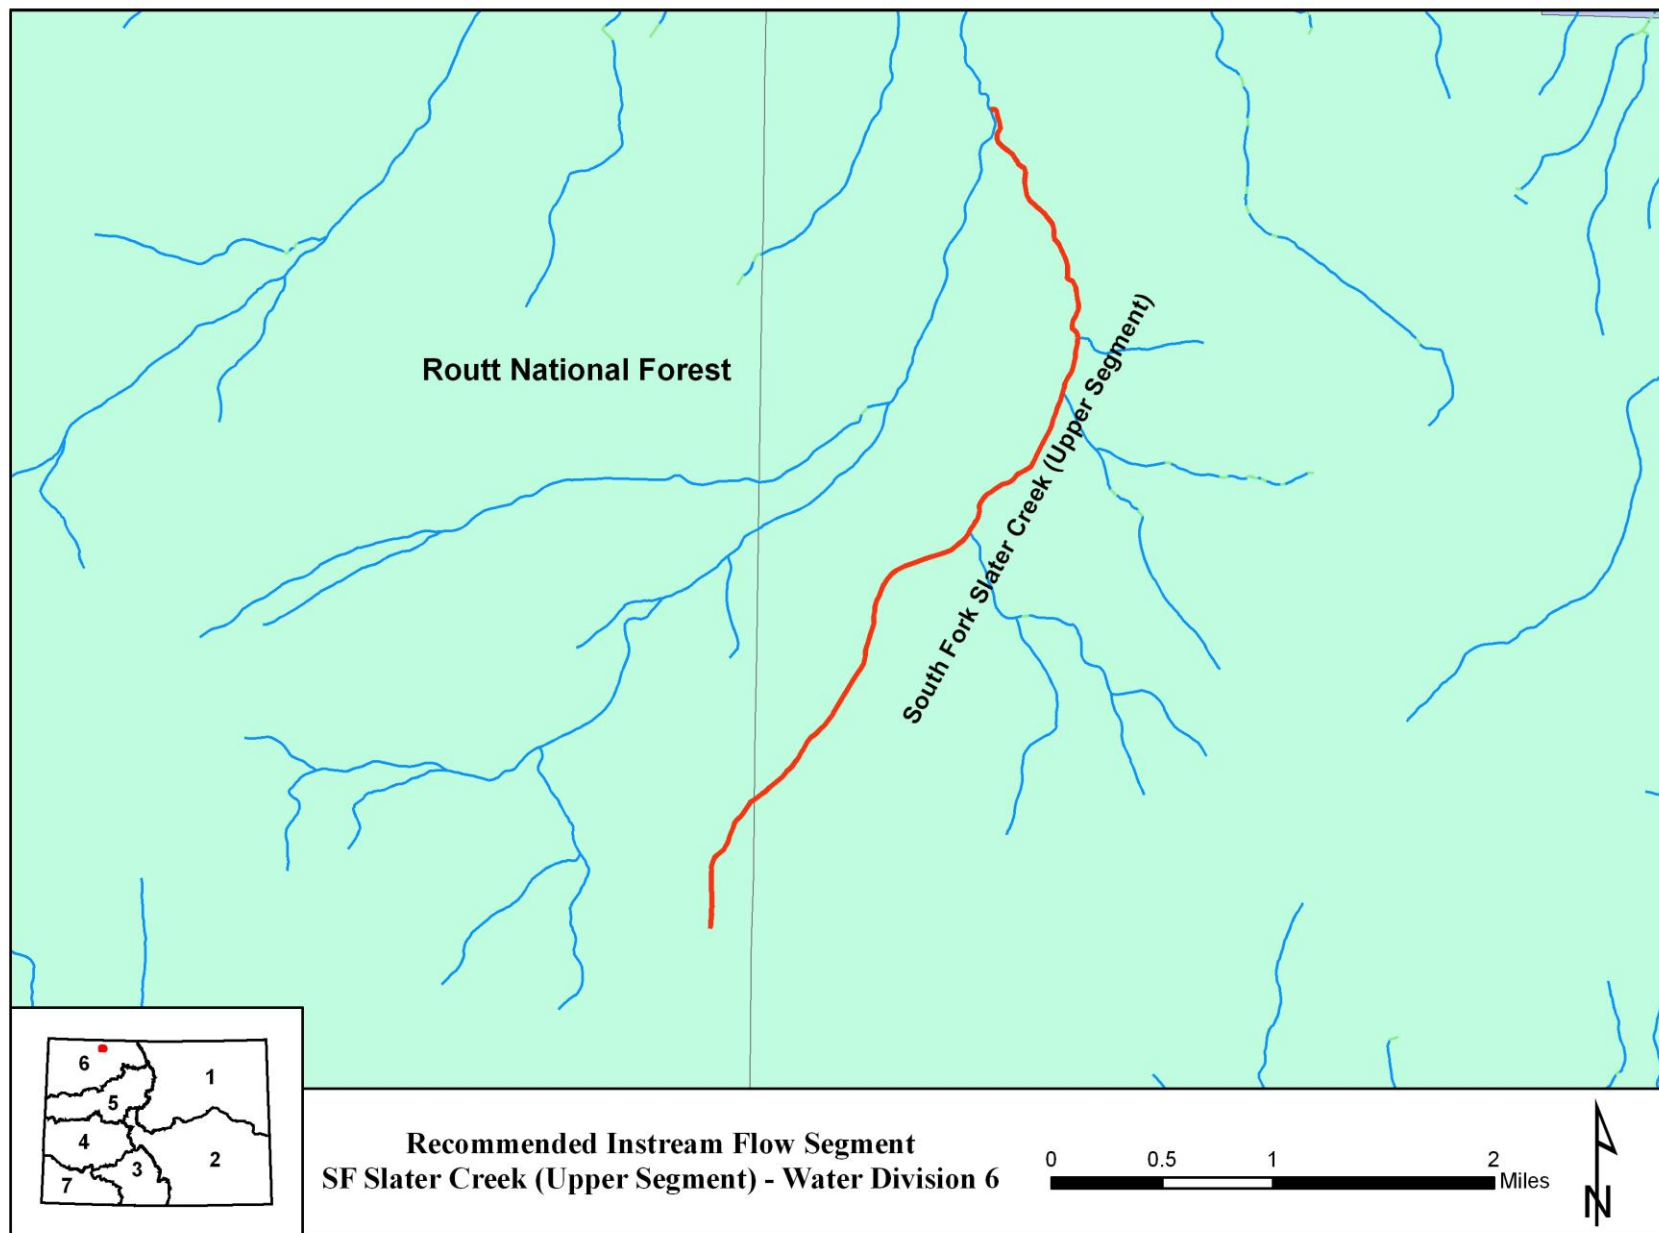 Routt National Forest
South Fork Slater Creek (Upper Segment)
6
1
5
4
2
3
7
Recommended Instream Flow Segment
SF Slater Creek (Upper Segment) - Water Division 6
0 0.5 1 2
Miles
N